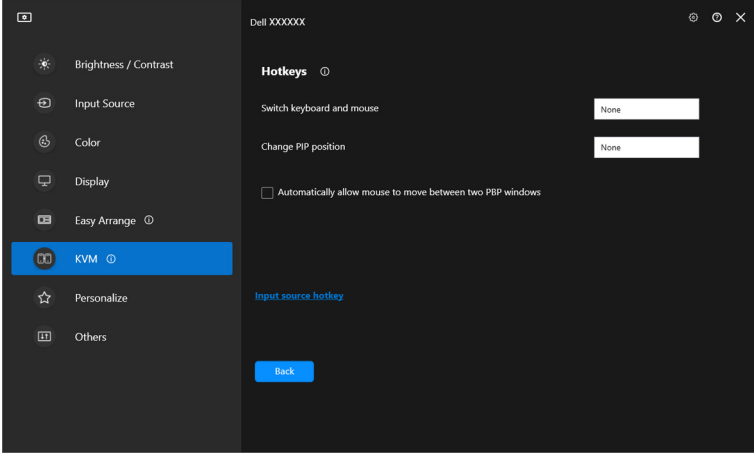 Dell XXXXXX
Brightness / Contrast
Input Source
Color
Display
Easy Arrange
KVM
Personalize
Others
Hotkeys
Switch keyboard and mouse
None
Change PIP position
None
Automatically allow mouse to move between two PBP windows
Input source hotkey
Back